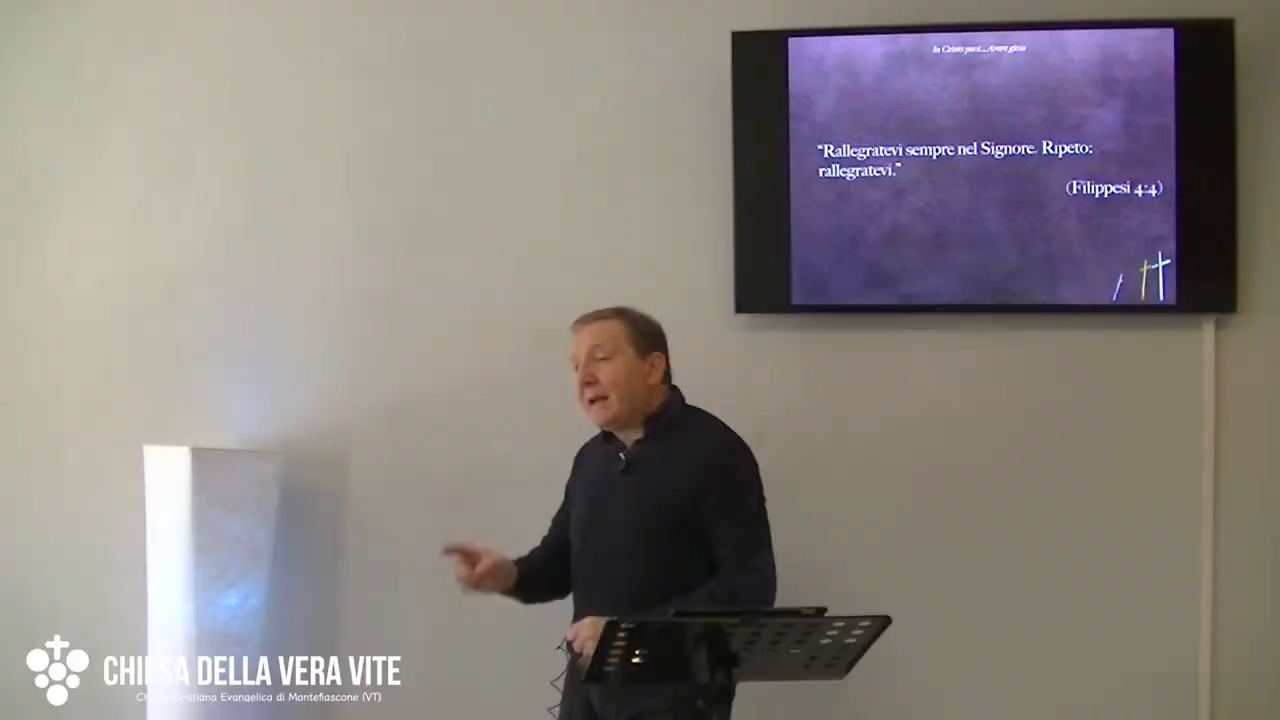 In Cristo puoi... Avere gioia
“Rallegratevi sempre nel Signore. Ripeto:
rallegratevi.”
(Filippesi 4:4)
CHIESA DELLA VERA VITE
Chiesa Cristiana Evangelica di Montefiascone (VT)